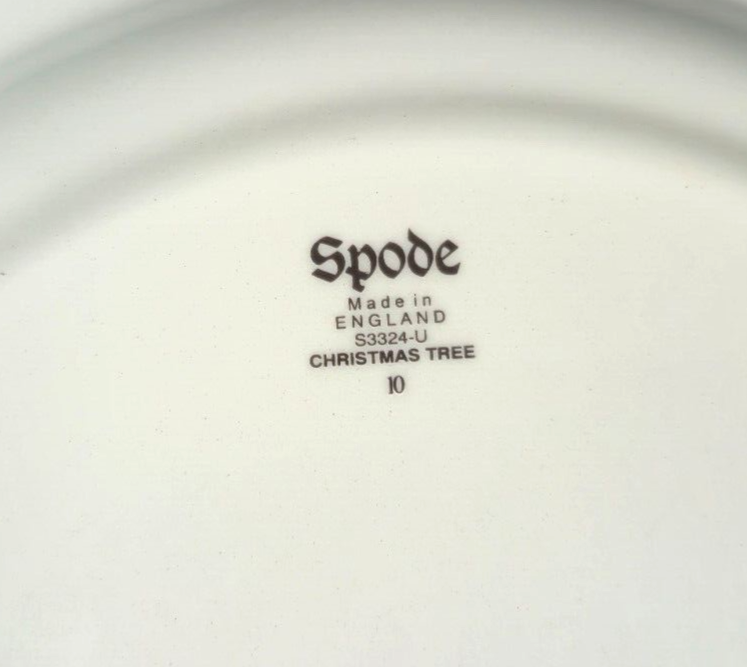 Spode
Made in
ENGLAND
S3324-U
CHRISTMAS TREE
10